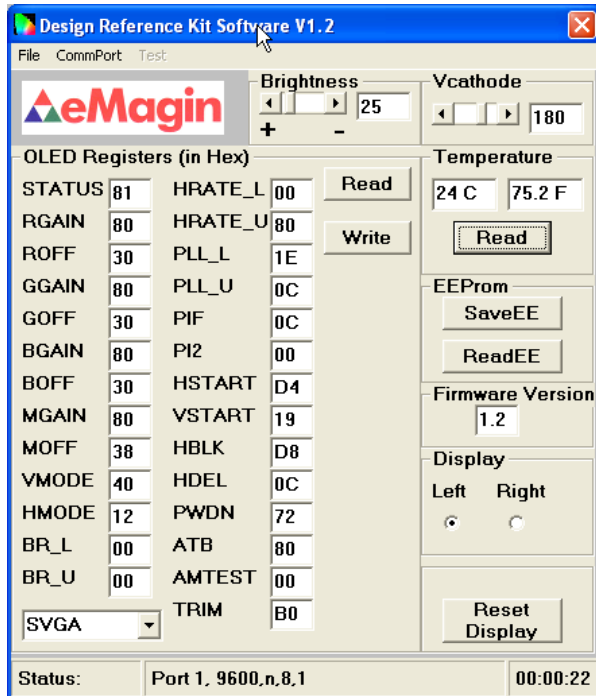 Design Reference Kit Software V1.2
File CommPort Test
eMagin
Brightness
25
+ -
Vcathode
180
OLED Registers (in Hex)
STATUS 81 HRATE_L 00
RGAIN 80 HRATE_U 80
ROFF 30 PLL_L 1E
GGAIN 80 PLL_U 0C
GOFF 30 PIF 0C
BGAIN 80 PI2 00
BOFF 30 HSTART D4
MGAIN 80 VSTART 19
MOFF 38 HBLK D8
VMODE 40 HDEL 0C
HMODE 12 PWDN 72
BR_L 00 ATB 80
BR_U 00 AMTEST 00
SVGA TRIM B0
Read
Write
Temperature
24 C 75.2 F
Read
EEProm
SaveEE
ReadEE
Firmware Version
1.2
Display
Left Right
Reset
Display
Status: Port 1, 9600,n,8,1 00:00:22